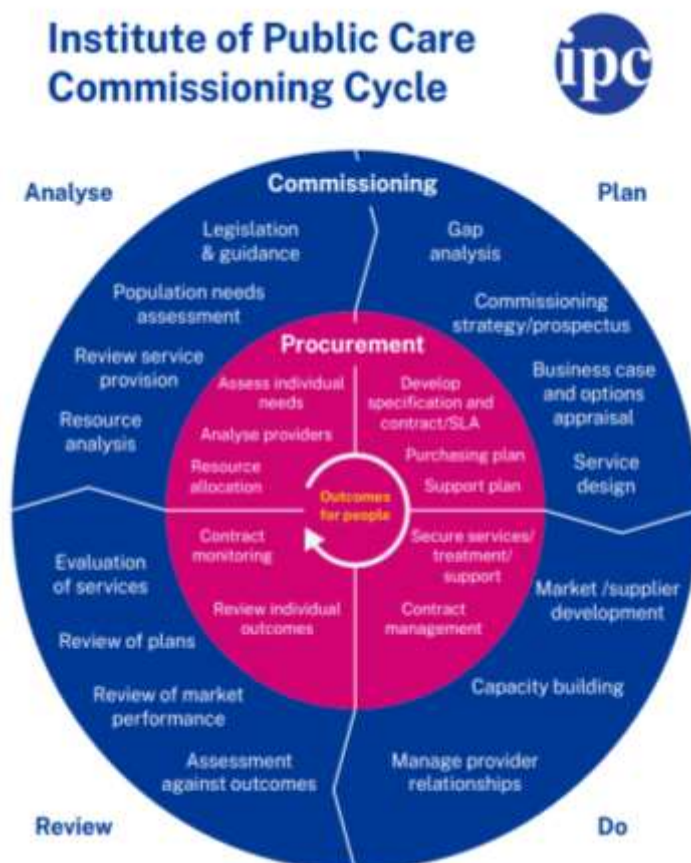 Institute of Public Care
Commissioning Cycle
ipc
Analyse
Plan
Commissioning
Legislation
& guidance
Population needs
assessment
Review service
provision
Resource
analysis
Gap
analysis
Commissioning
strategy/prospectus
Business case
and options
appraisal
Service
design
Procurement
Assess individual
needs
Analyse providers
Resource
allocation
Develop
specification and
contract/SLA
Purchasing plan
Support plan
Outcomes
for people
Contract
monitoring
Review individual
outcomes
Secure services/
treatment/
support
Contract
management
Evaluation
of services
Review of plans
Review of market
performance
Assessment
against outcomes
Market /supplier
development
Capacity building
Manage provider
relationships
Review
Do